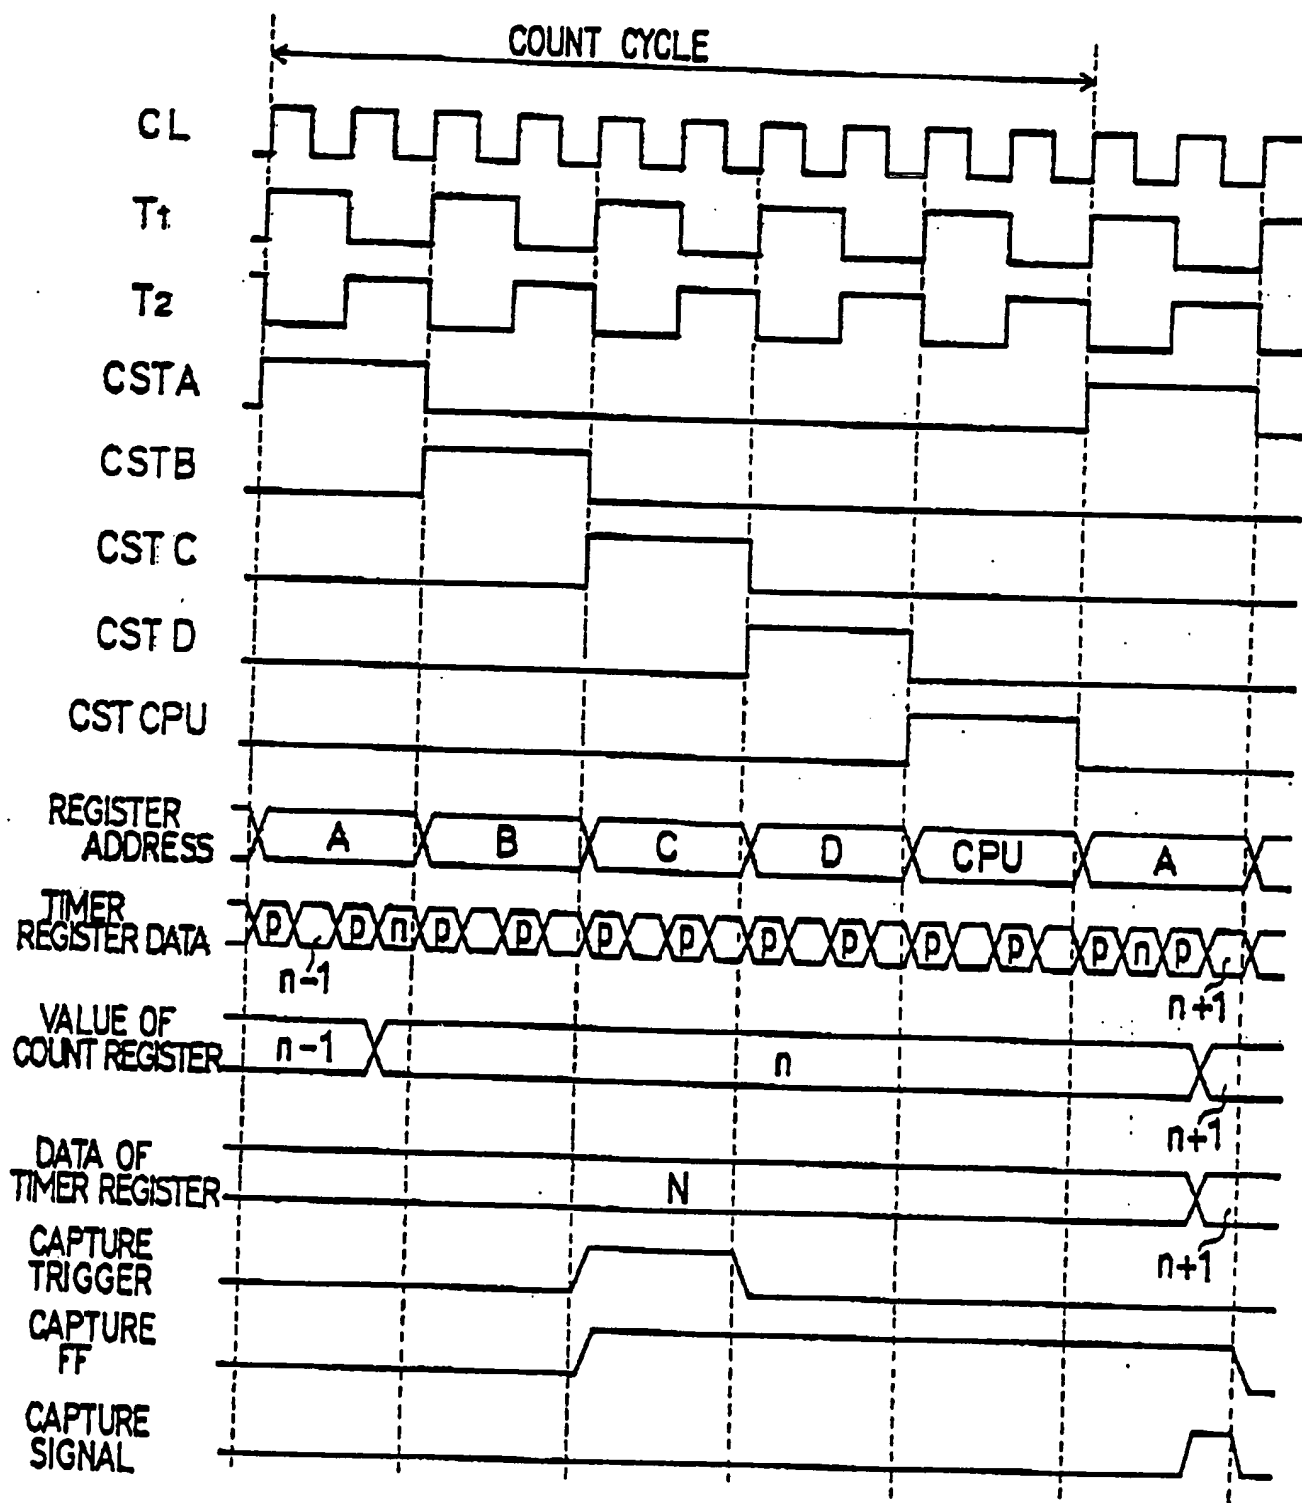 COUNT CYCLE
CL
T1
T2
CSTA
CSTB
CST C
CST D
CST CPU
REGISTER
ADDRESS
A B C D CPU A
TIMER
REGISTER DATA
p p n p p p p p p p p p n p
n-1
n+1
VALUE OF
COUNT REGISTER
n-1
n
n+1
DATA OF
TIMER REGISTER
N
n+1
CAPTURE
TRIGGER
CAPTURE
FF
CAPTURE
SIGNAL